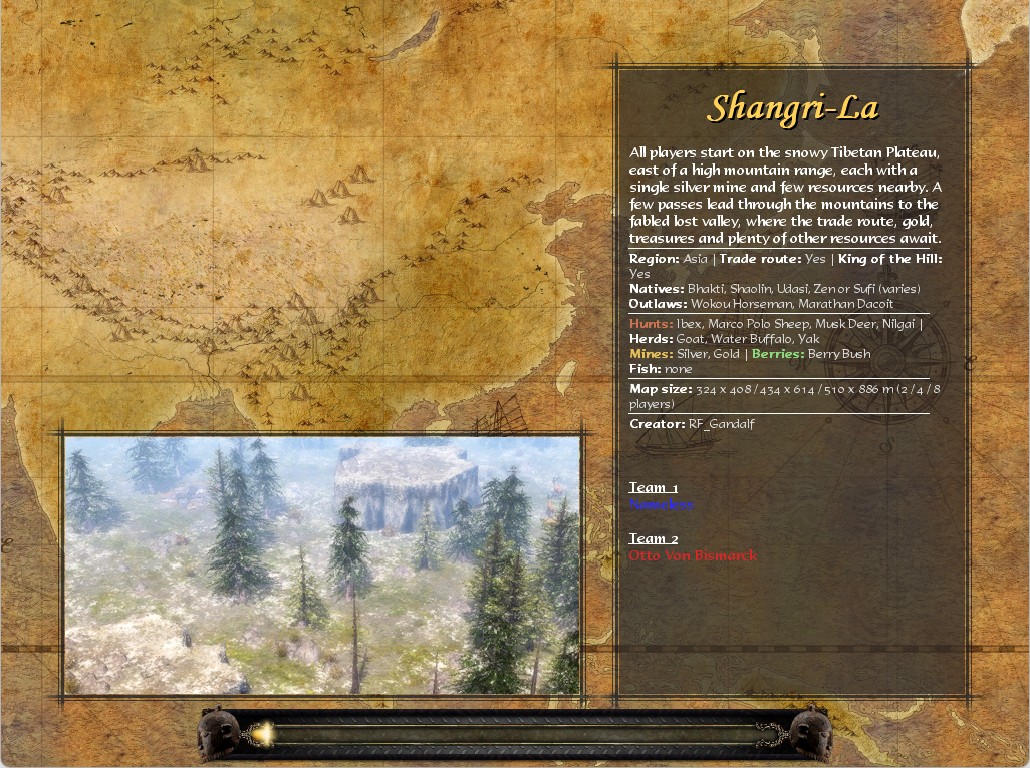 Shangri-La
All players start on the snowy Tibetan Plateau,
east of a high mountain range, each with a
single silver mine and few resources nearby. A
few passes lead through the mountains to the
fabled lost valley, where the trade route, gold,
treasures and plenty of other resources await.
Region: Asia | Trade route: Yes | King of the Hill:
Yes
Natives: Bhakti, Shaolin, Udasi, Zen or Sufi (varies)
Outlaws: Wokou Horseman, Marathan Dacoit
Hunts: Ibex, Marco Polo Sheep, Musk Deer, Nilgai |
Herds: Goat, Water Buffalo, Yak
Mines: Silver, Gold | Berries: Berry Bush
Fish: none
Map size: 324 x 408 / 434 x 614 / 510 x 886 m (2 / 4 / 8
players)
Creator: RF_Gandalf
Team 1
Team 2
Otto Von Bismarck